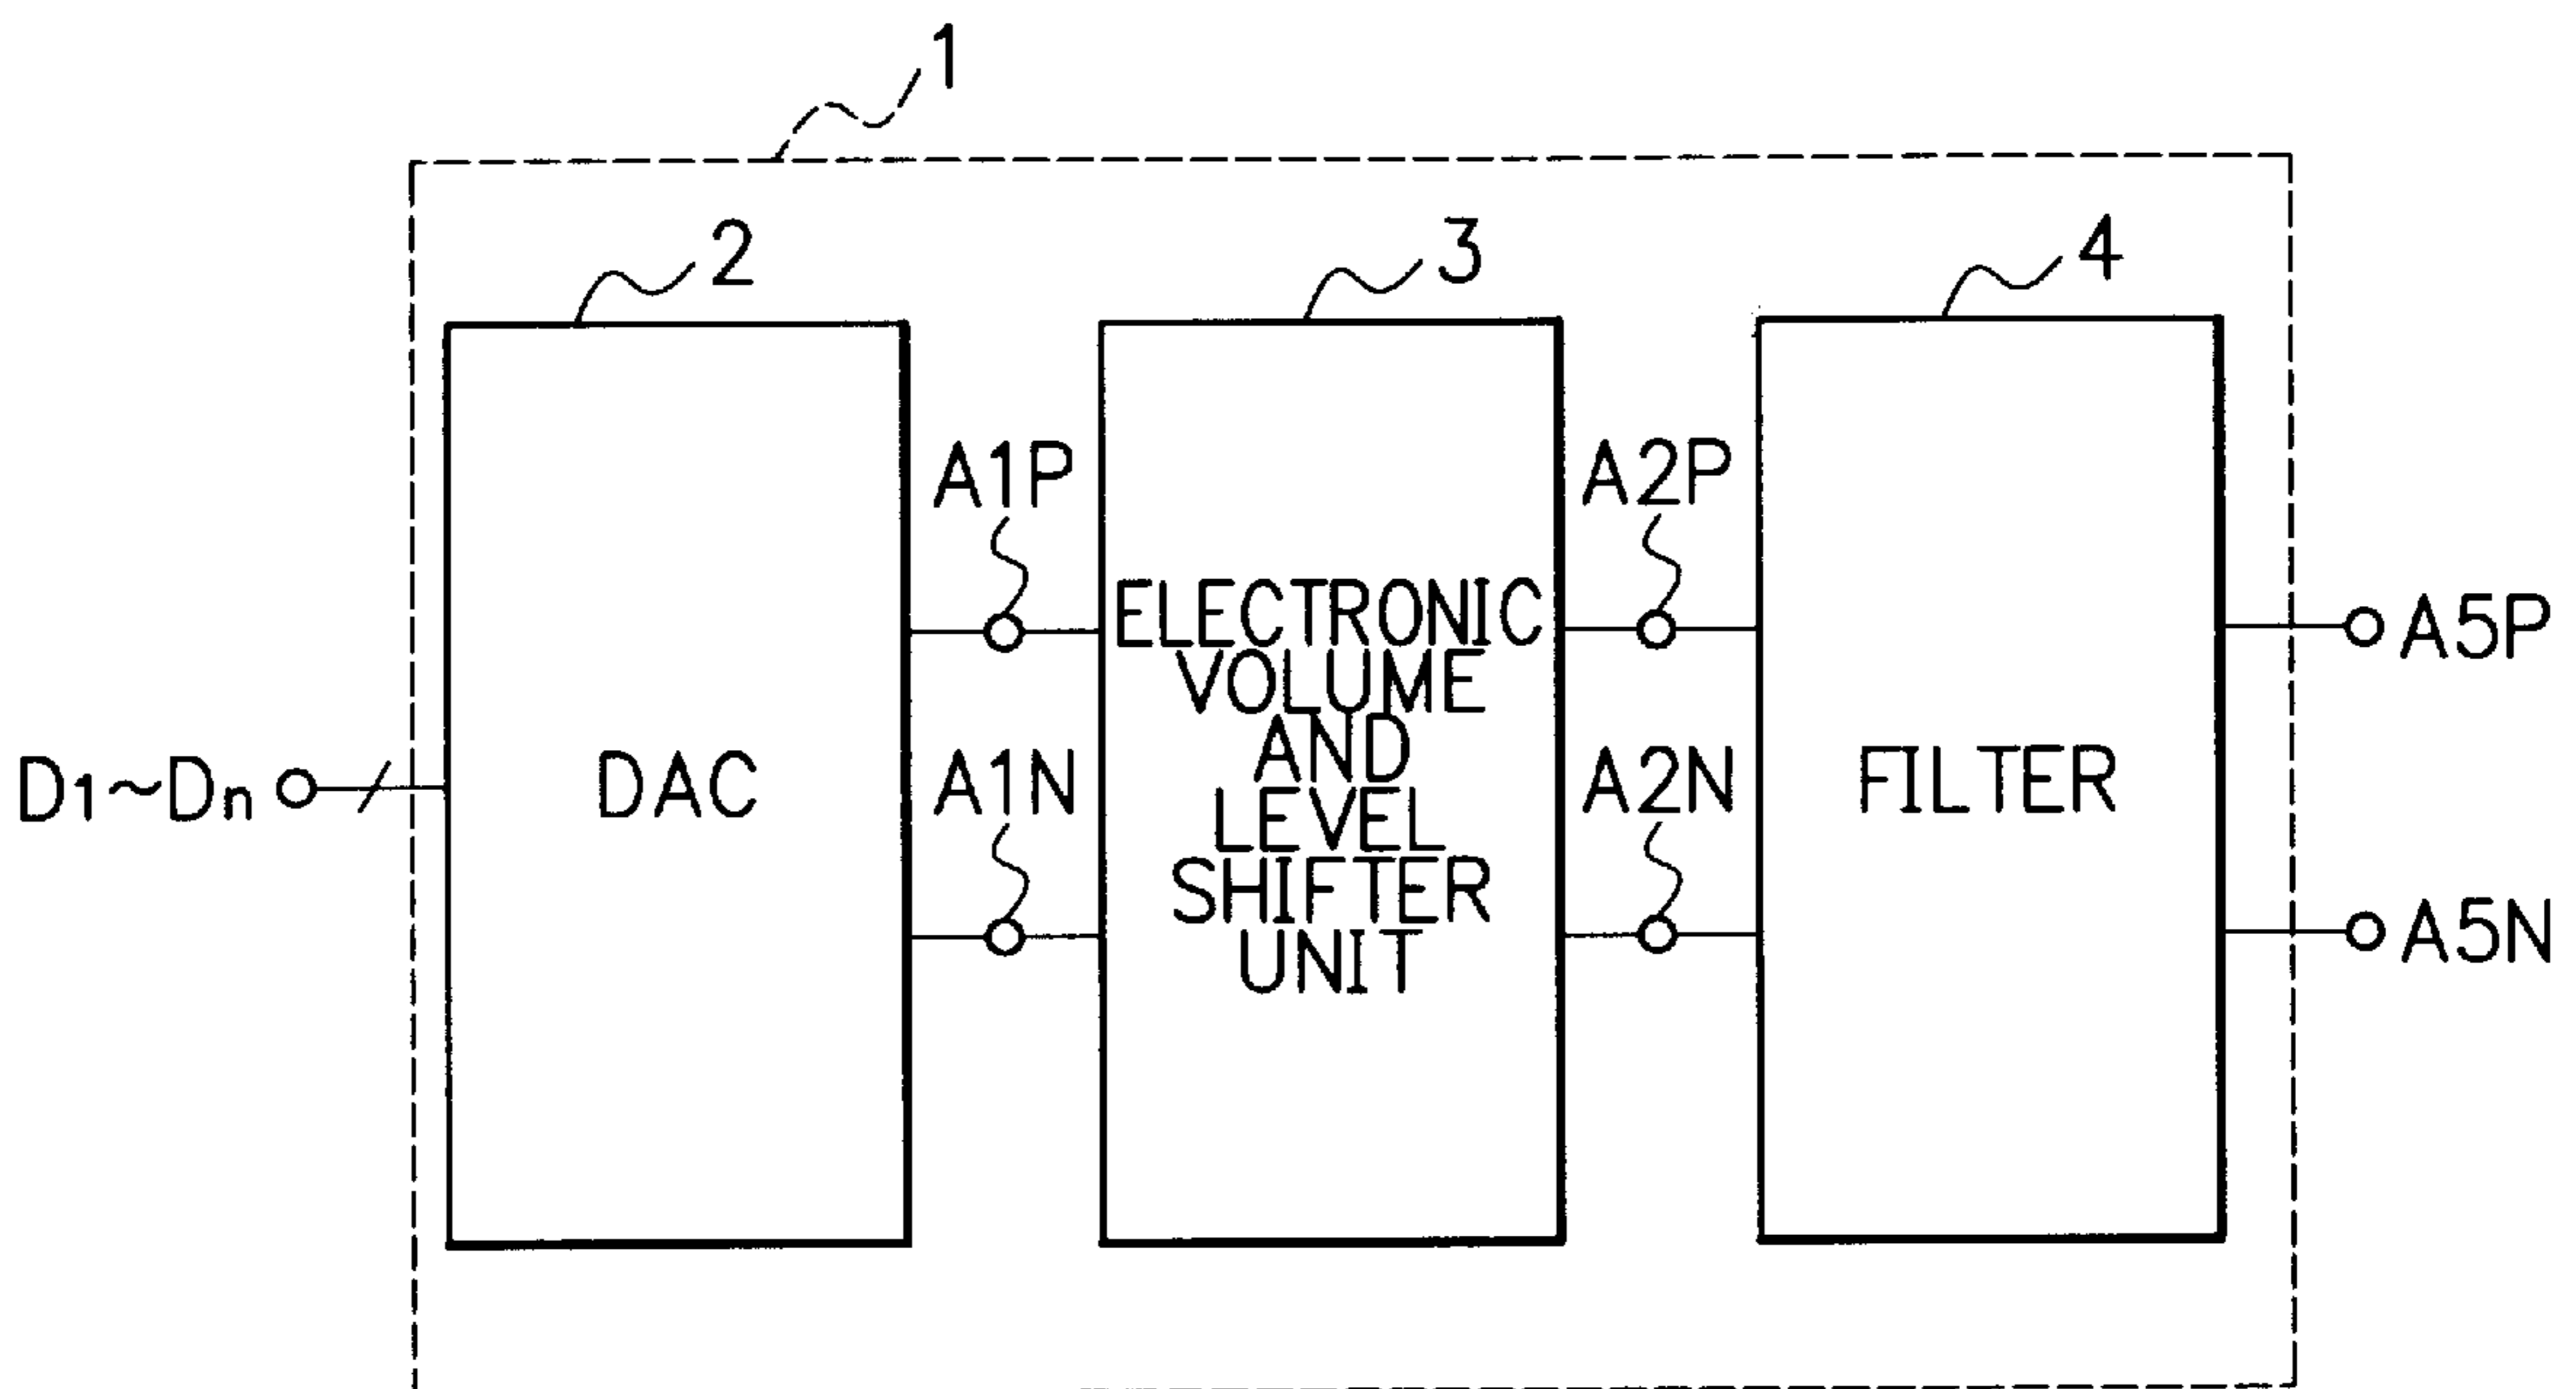 1
2
3
4
A1P
A2P
A5P
D1~Dn
DAC
A1N
ELECTRONIC
VOLUME
AND
LEVEL
SHIFTER
UNIT
A2N
FILTER
A5N